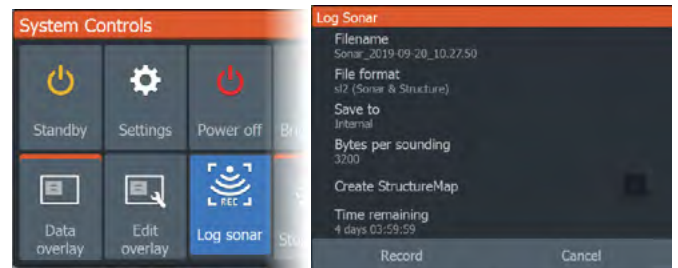 System Controls
Standby
Settings
Power off
Data
overlay
Edit
overlay
REC
Log sonar
Log Sonar
Filename
Sonar_2019-09-20_10.27.50
File format
sl2 (Sonar & Structure)
Save to
Internal
Bytes per sounding
3200
Create StructureMap
Time remaining
4 days 03:59:59
Record
Cancel